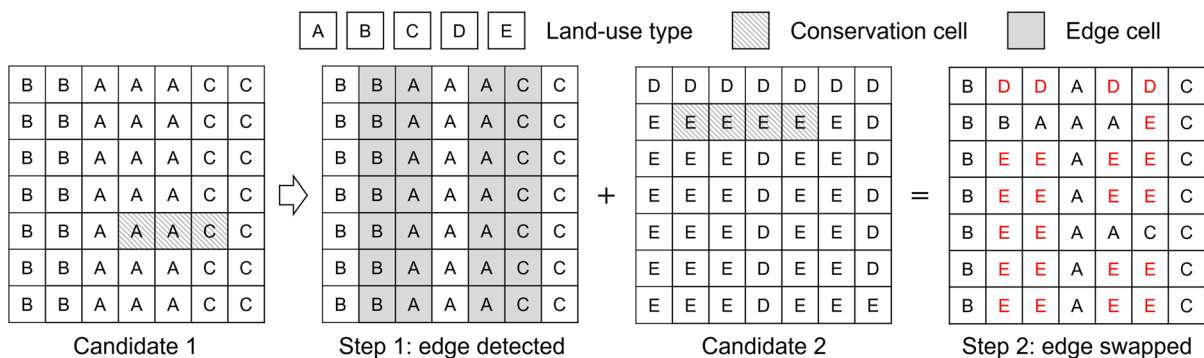 A B C D E Land-use type Conservation cell Edge cell
B B A A A C C B B A A A C C D D D D D D D B D D A D D C
B B A A A C C B B A A A C C E E E E E E D B B A A A E C
B B A A A C C B B A A A C C E E E D E E D B E E A E E C
B B A A A C C B B A A A C C + E E E D E E D = B E E A E E C
B B A A A C C B B A A A C C E E E D E E D B E E A A C C
B B A A A C C B B A A A C C E E E D E E D B E E A E E C
B B A A A C C B B A A A C C E E E D E E E B E E A E E C
Candidate 1 Step 1: edge detected Candidate 2 Step 2: edge swapped